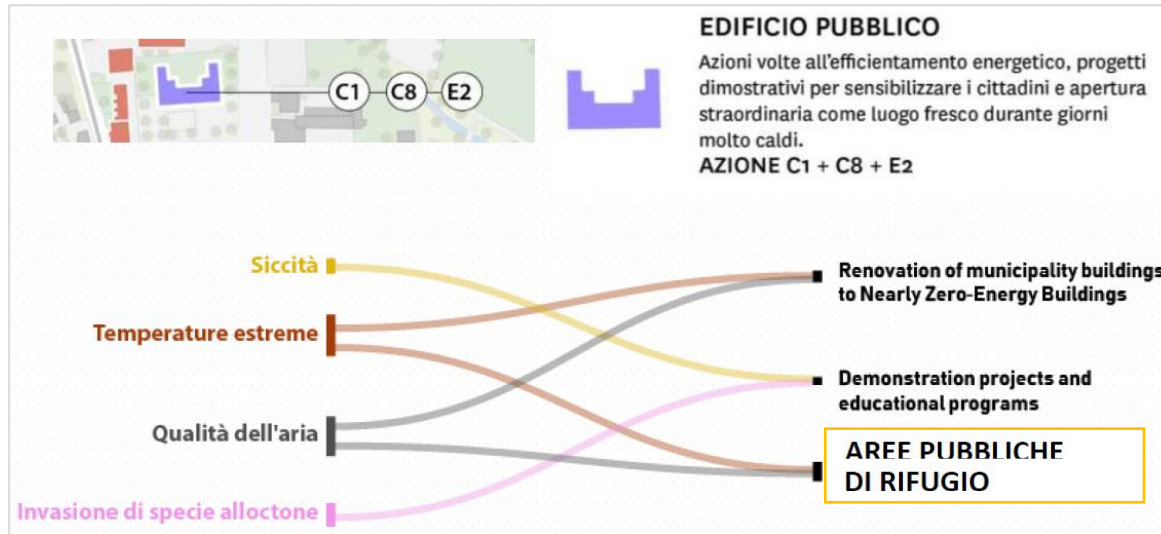 C1
C8
E2
EDIFICIO PUBBLICO
Azioni volte all'efficientamento energetico, progetti
dimostrativi per sensibilizzare i cittadini e apertura
straordinaria come luogo fresco durante giorni
molto caldi.
AZIONE C1 + C8 + E2
Siccità
Temperature estreme
Qualità dell'aria
Invasione di specie alloctone
Renovation of municipality buildings
to Nearly Zero-Energy Buildings
Demonstration projects and
educational programs
AREE PUBBLICHE
DI RIFUGIO